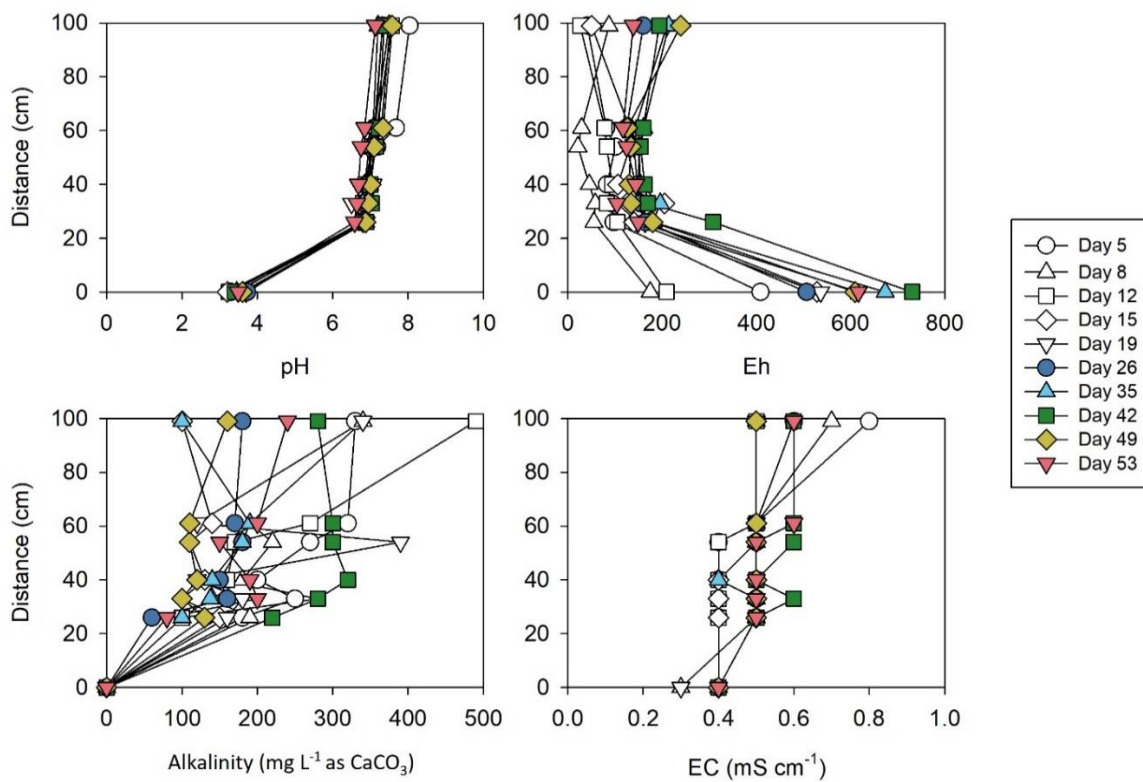 100
80
60
40
20
0
Distance (cm)
0 2 4 6 8 10
pH
100
80
60
40
20
0
0 200 400 600 800
Eh
100
80
60
40
20
0
Distance (cm)
0 100 200 300 400 500
Alkalinity (mg L⁻¹ as CaCO₃)
100
80
60
40
20
0
0.0 0.2 0.4 0.6 0.8 1.0
EC (mS cm⁻¹)
Day 5
Day 8
Day 12
Day 15
Day 19
Day 26
Day 35
Day 42
Day 49
Day 53